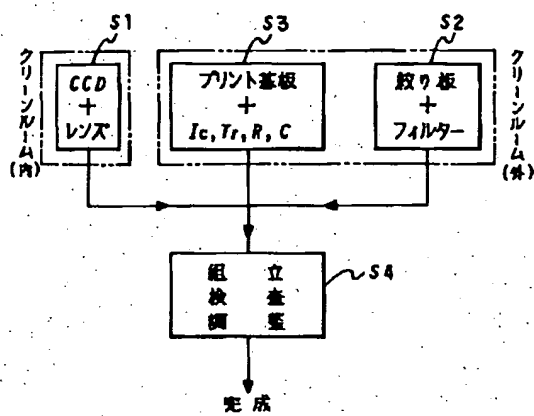 S1
S3
S2
クリーンルーム(内)
CCD
+
レンズ
プリント基板
+
Ic, Tr, R, C
絞り板
+
フィルター
クリーンルーム(外)
組立
検査
調整
S4
完成